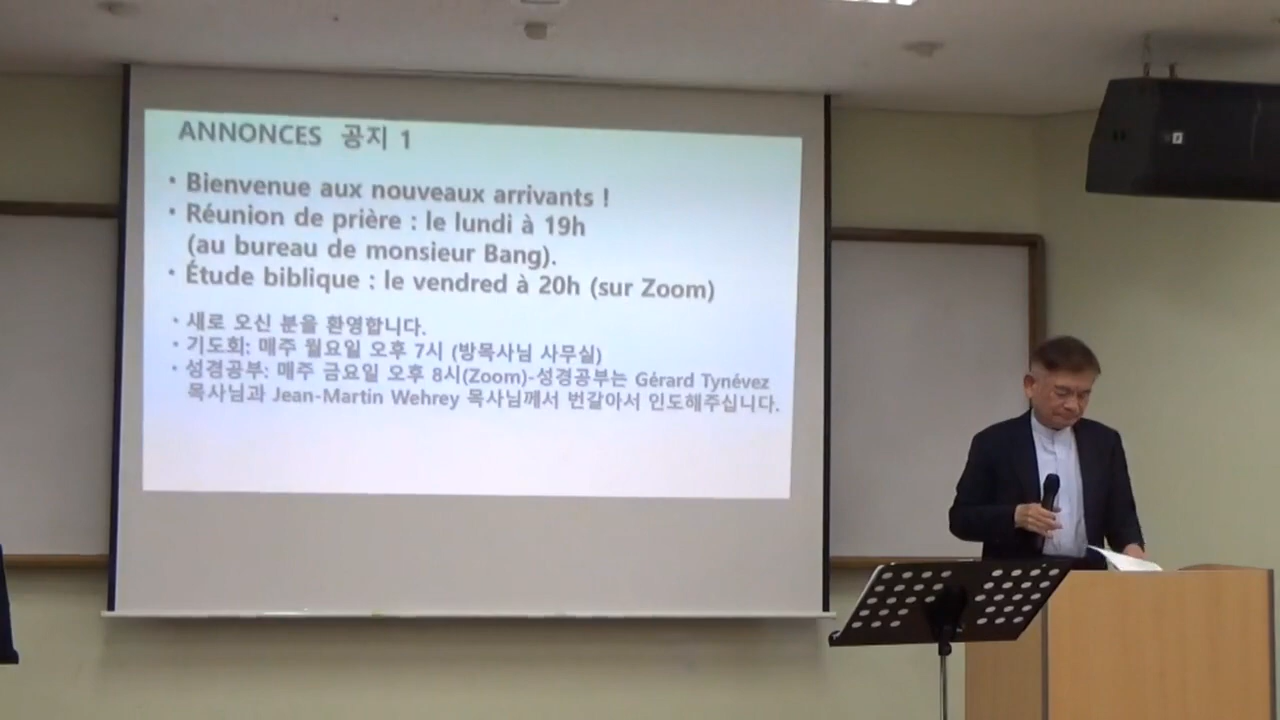 ANNONCES 공지 1
• Bienvenue aux nouveaux arrivants !
• Réunion de prière : le lundi à 19h
(au bureau de monsieur Bang).
• Étude biblique : le vendred à 20h (sur Zoom)
• 새로 오신 분을 환영합니다.
• 기도회: 매주 월요일 오후 7시 (방목사님 사무실)
• 성경공부: 매주 금요일 오후 8시(Zoom)-성경공부는 Gérard Tynévez
목사님과 Jean-Martin Wehrey 목사님께서 번갈아서 인도해주십니다.